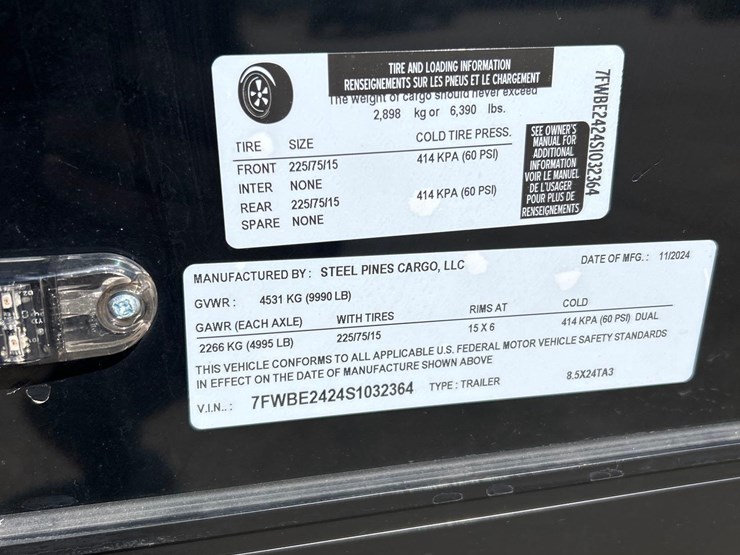 TIRE AND LOADING INFORMATION
RENSEIGNEMENTS SUR LES PNEUS ET LE CHARGEMENT
The weight of cargo should never exceed
2,898 kg or 6,390 lbs.
TIRE SIZE COLD TIRE PRESS.
FRONT 225/75/15 414 KPA (60 PSI)
INTER NONE
REAR 225/75/15 414 KPA (60 PSI)
SPARE NONE
SEE OWNER'S
MANUAL FOR
ADDITIONAL
INFORMATION
VOIR LE MANUEL
DE L'USAGER
POUR PLUS DE
RENSEIGNEMENTS
7FWBE2424S1032364
MANUFACTURED BY : STEEL PINES CARGO, LLC DATE OF MFG. : 11/2024
GVWR : 4531 KG (9990 LB)
GAWR (EACH AXLE) WITH TIRES RIMS AT COLD
2266 KG (4995 LB) 225/75/15 15 X 6 414 KPA (60 PSI) DUAL
THIS VEHICLE CONFORMS TO ALL APPLICABLE U.S. FEDERAL MOTOR VEHICLE SAFETY STANDARDS
IN EFFECT ON THE DATE OF MANUFACTURE SHOWN ABOVE
V.I.N.. : 7FWBE2424S1032364 TYPE : TRAILER 8.5X24TA3